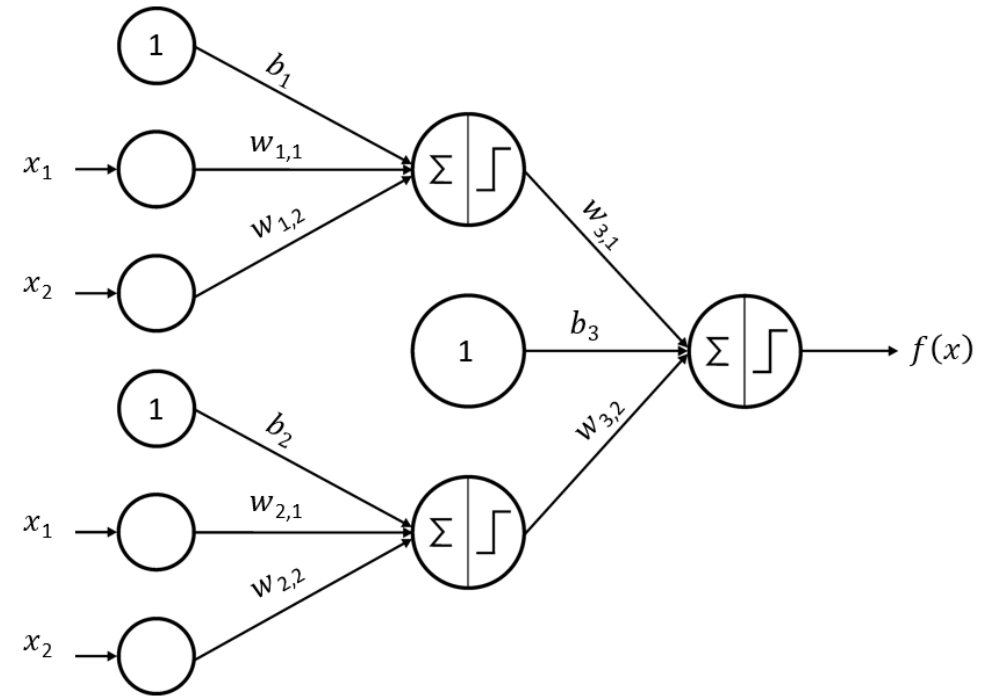 1
b₁
x₁
w₁,₁
Σ
w₁,₂
x₂
w₃,₁
1
b₃
Σ
f(x)
1
b₂
w₃,₂
x₁
w₂,₁
Σ
w₂,₂
x₂